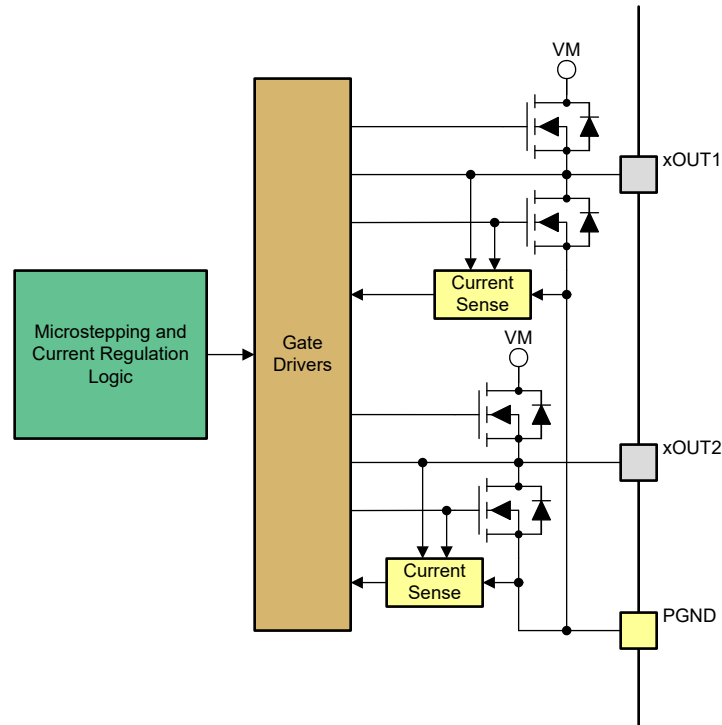 VM
xOUT1
Current
Sense
Microstepping and
Current Regulation
Logic
Gate
Drivers
VM
xOUT2
Current
Sense
PGND